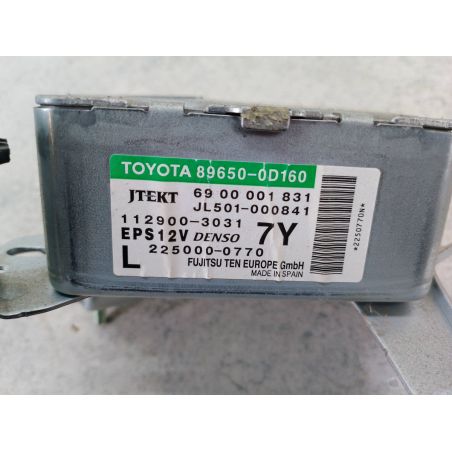 TOYOTA 89650-0D160
JTEKT 69 00 001 831
JL501-000841
112900-3031
EPS12V DENSO 7Y
L 225000-0770
FUJITSU TEN EUROPE GmbH
MADE IN SPAIN
*2250770N*